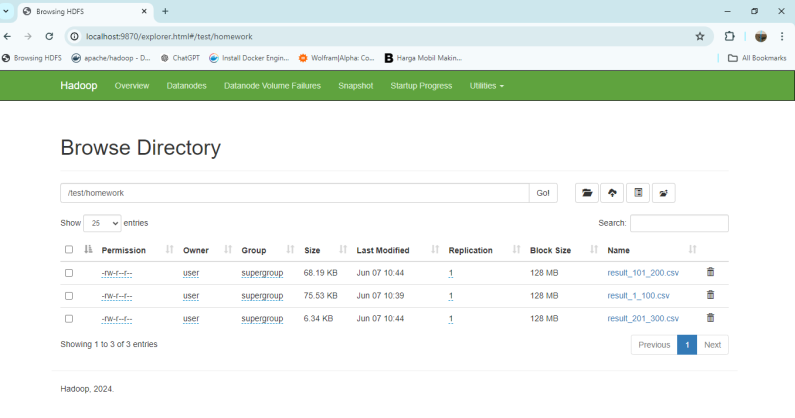 Browsing HDFS
localhost:9870/explorer.html#/test/homework
Browsing HDFS apache/hadoop - D... ChatGPT Install Docker Engin... Wolfram|Alpha: Co... Harga Mobil Makin... All Bookmarks
Hadoop Overview Datanodes Datanode Volume Failures Snapshot Startup Progress Utilities
Browse Directory
/test/homework Go!
Show 25 entries Search:
Permission Owner Group Size Last Modified Replication Block Size Name
-rw-r--r-- user supergroup 68.19 KB Jun 07 10:44 1 128 MB result_101_200.csv
-rw-r--r-- user supergroup 75.53 KB Jun 07 10:39 1 128 MB result_1_100.csv
-rw-r--r-- user supergroup 6.34 KB Jun 07 10:44 1 128 MB result_201_300.csv
Showing 1 to 3 of 3 entries Previous 1 Next
Hadoop, 2024.